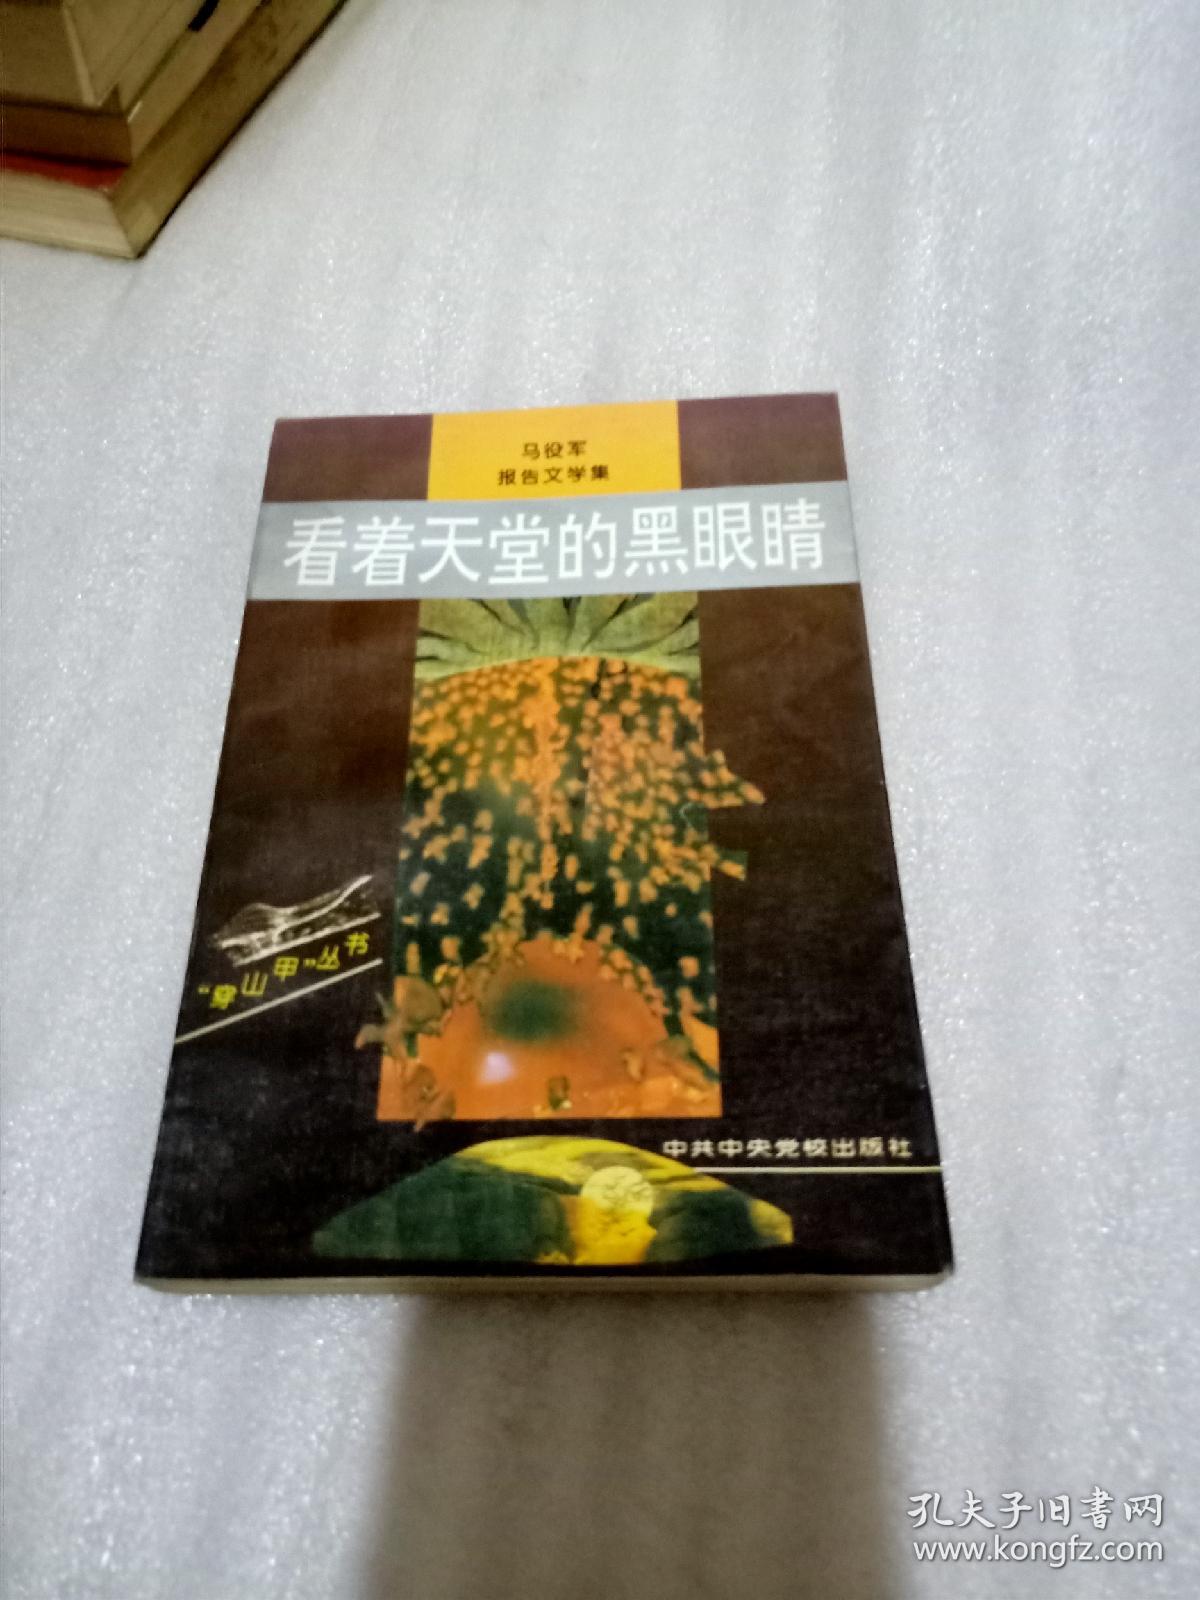 马役军
报告文学集
看着天堂的黑眼睛
“穿山甲”丛书
中共中央党校出版社
孔夫子旧書网
www.kongfz.com